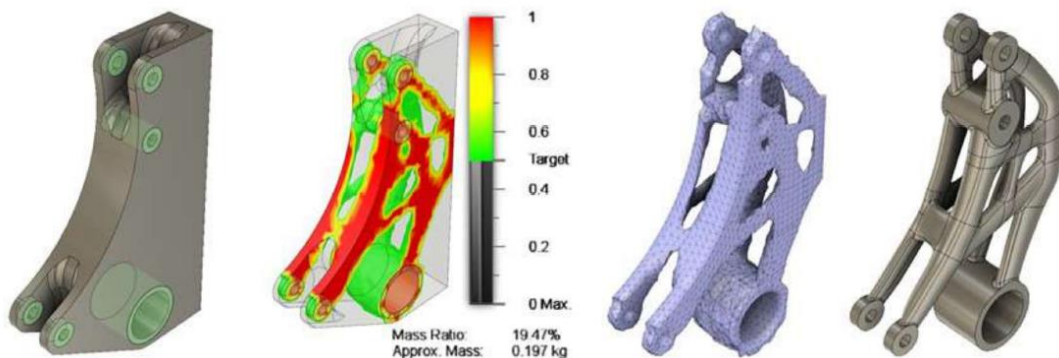 1
0.8
0.6
Target
0.4
0.2
0 Max.
Mass Ratio: 19.47%
Approx. Mass: 0.197 kg